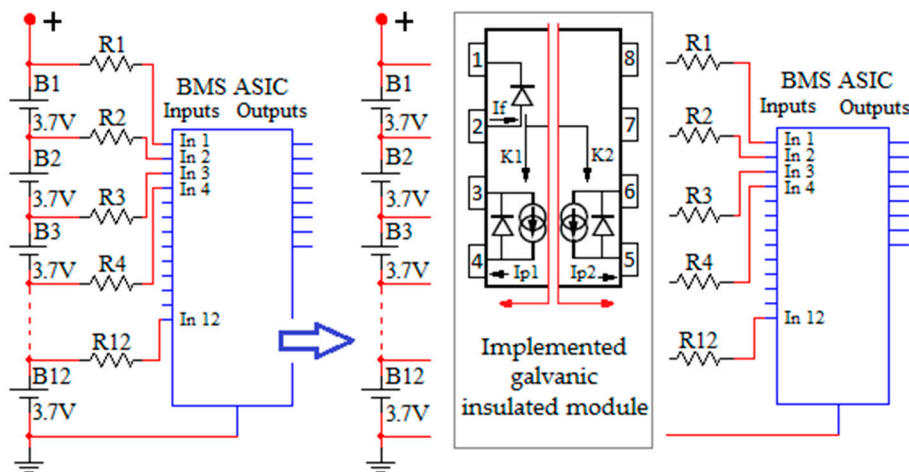 +
R1
BMS ASIC
Inputs Outputs
B1
3.7V
R2
In 1
In 2
In 3
In 4
B2
3.7V
R3
B3
3.7V
R4
In 12
R12
B12
3.7V
+
B1
3.7V
B2
3.7V
B3
3.7V
B12
3.7V
1
8
If
2
7
K1
K2
3
6
4
5
Ip1
Ip2
Implemented
galvanic
insulated module
R1
BMS ASIC
Inputs Outputs
R2
In 1
In 2
In 3
In 4
R3
R4
In 12
R12